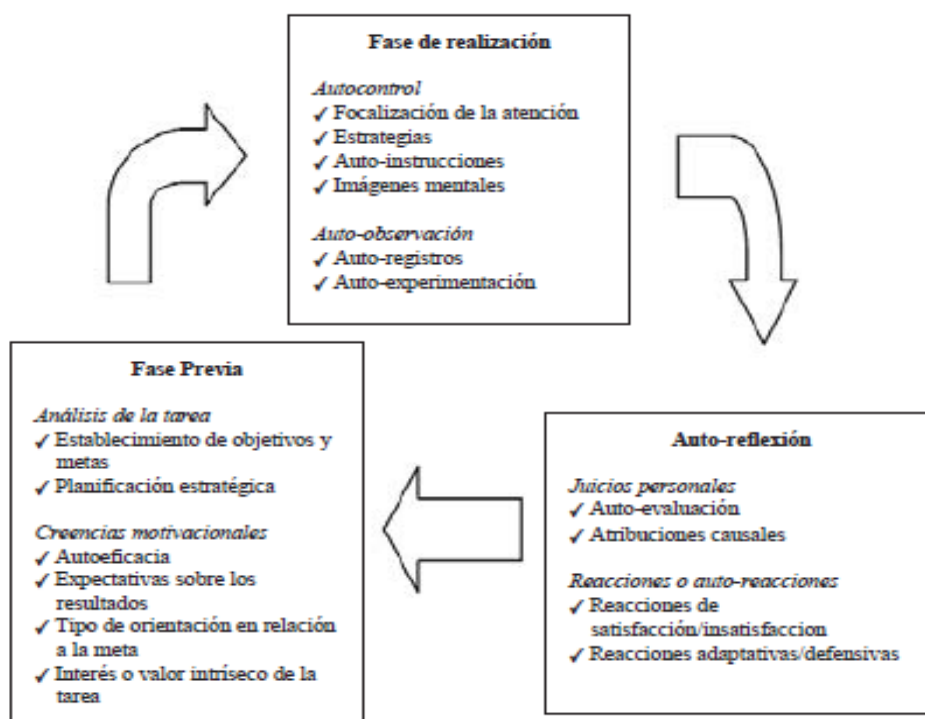 Fase de realización
Autocontrol
✓ Focalización de la atención
✓ Estrategias
✓ Auto-instrucciones
✓ Imágenes mentales
Auto-observación
✓ Auto-registros
✓ Auto-experimentación
Fase Previa
Análisis de la tarea
✓ Establecimiento de objetivos y
metas
✓ Planificación estratégica
Creencias motivacionales
✓ Autoeficacia
✓ Expectativas sobre los
resultados
✓ Tipo de orientación en relación
a la meta
✓ Interés o valor intríseco de la
tarea
Auto-reflexión
Juicios personales
✓ Auto-evaluación
✓ Atribuciones causales
Reacciones o auto-reacciones
✓ Reacciones de
satisfacción/insatisfaccion
✓ Reacciones adaptativas/defensivas